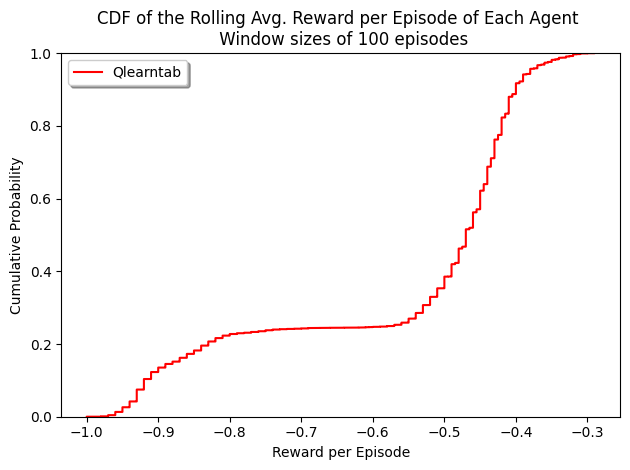 CDF of the Rolling Avg. Reward per Episode of Each Agent
Window sizes of 100 episodes
Qlearntab
Cumulative Probability
1.0
0.8
0.6
0.4
0.2
0.0
−1.0 −0.9 −0.8 −0.7 −0.6 −0.5 −0.4 −0.3
Reward per Episode